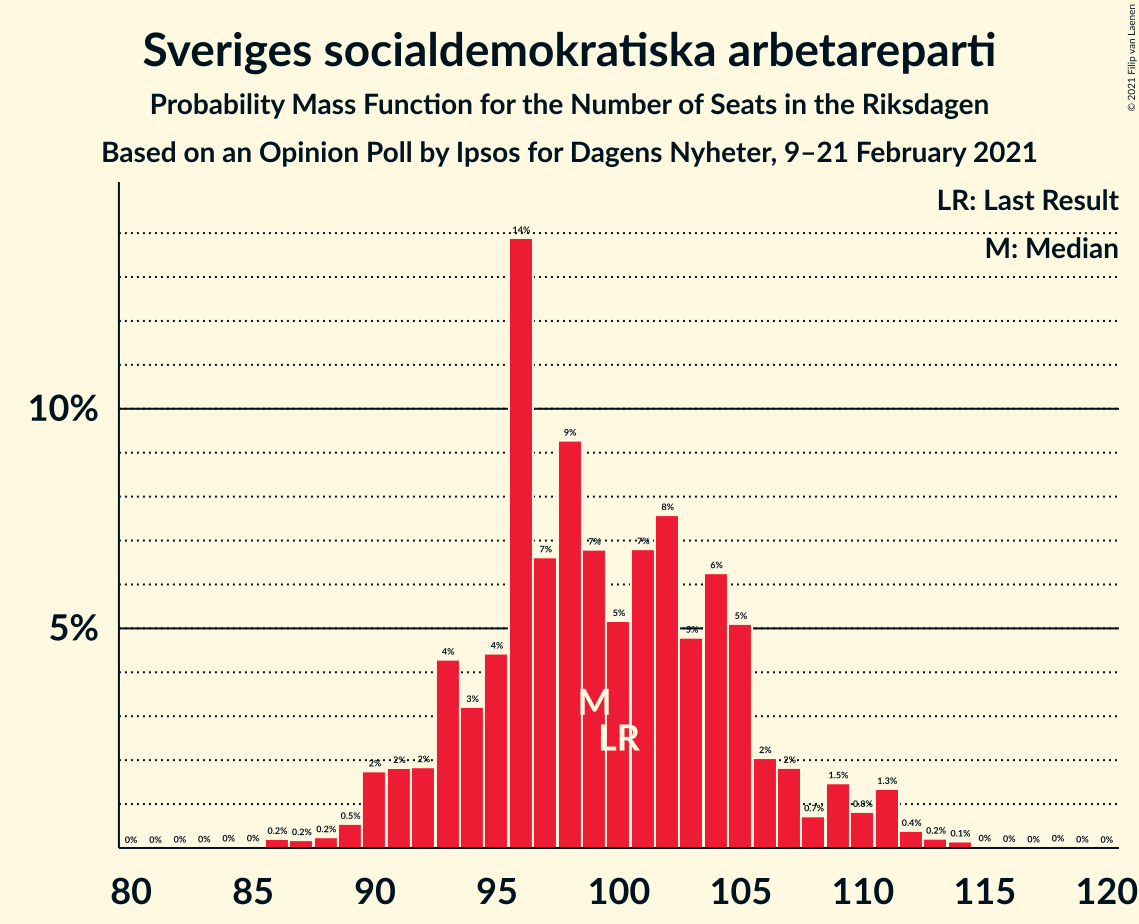 Sveriges socialdemokratiska arbetareparti
Probability Mass Function for the Number of Seats in the Riksdagen
Based on an Opinion Poll by Ipsos for Dagens Nyheter, 9–21 February 2021
© 2021 Filip van Laenen
LR: Last Result
M: Median
10%
5%
0% 0% 0% 0% 0% 0% 0.2% 0.2% 0.2% 0.5% 2% 2% 2% 4% 3% 4% 14% 7% 9% 7% 5% 7% 8% 5% 6% 5% 2% 2% 0.7% 1.5% 0.8% 1.3% 0.4% 0.2% 0.1% 0% 0% 0% 0% 0% 0%
M
LR
80 85 90 95 100 105 110 115 120